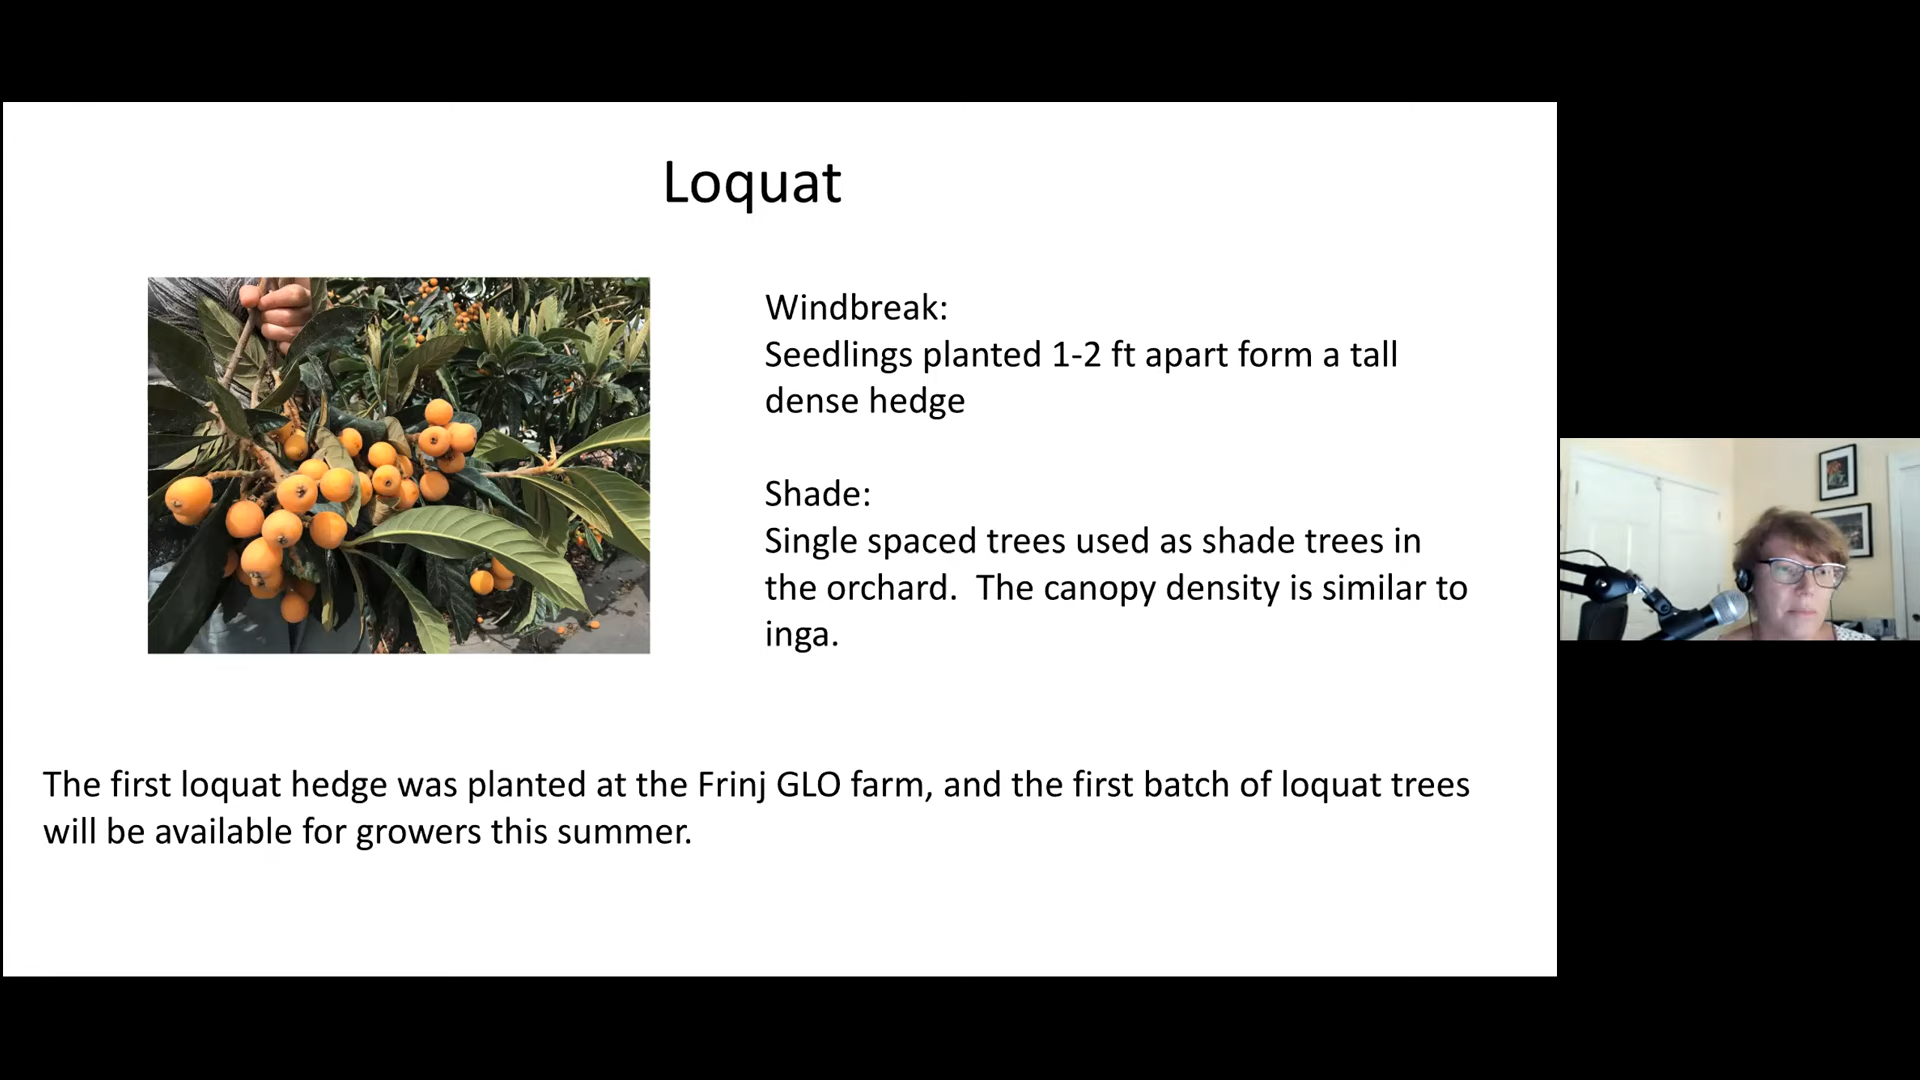 Loquat
Windbreak:
Seedlings planted 1-2 ft apart form a tall
dense hedge
Shade:
Single spaced trees used as shade trees in
the orchard.  The canopy density is similar to
inga.
The first loquat hedge was planted at the Frinj GLO farm, and the first batch of loquat trees
will be available for growers this summer.